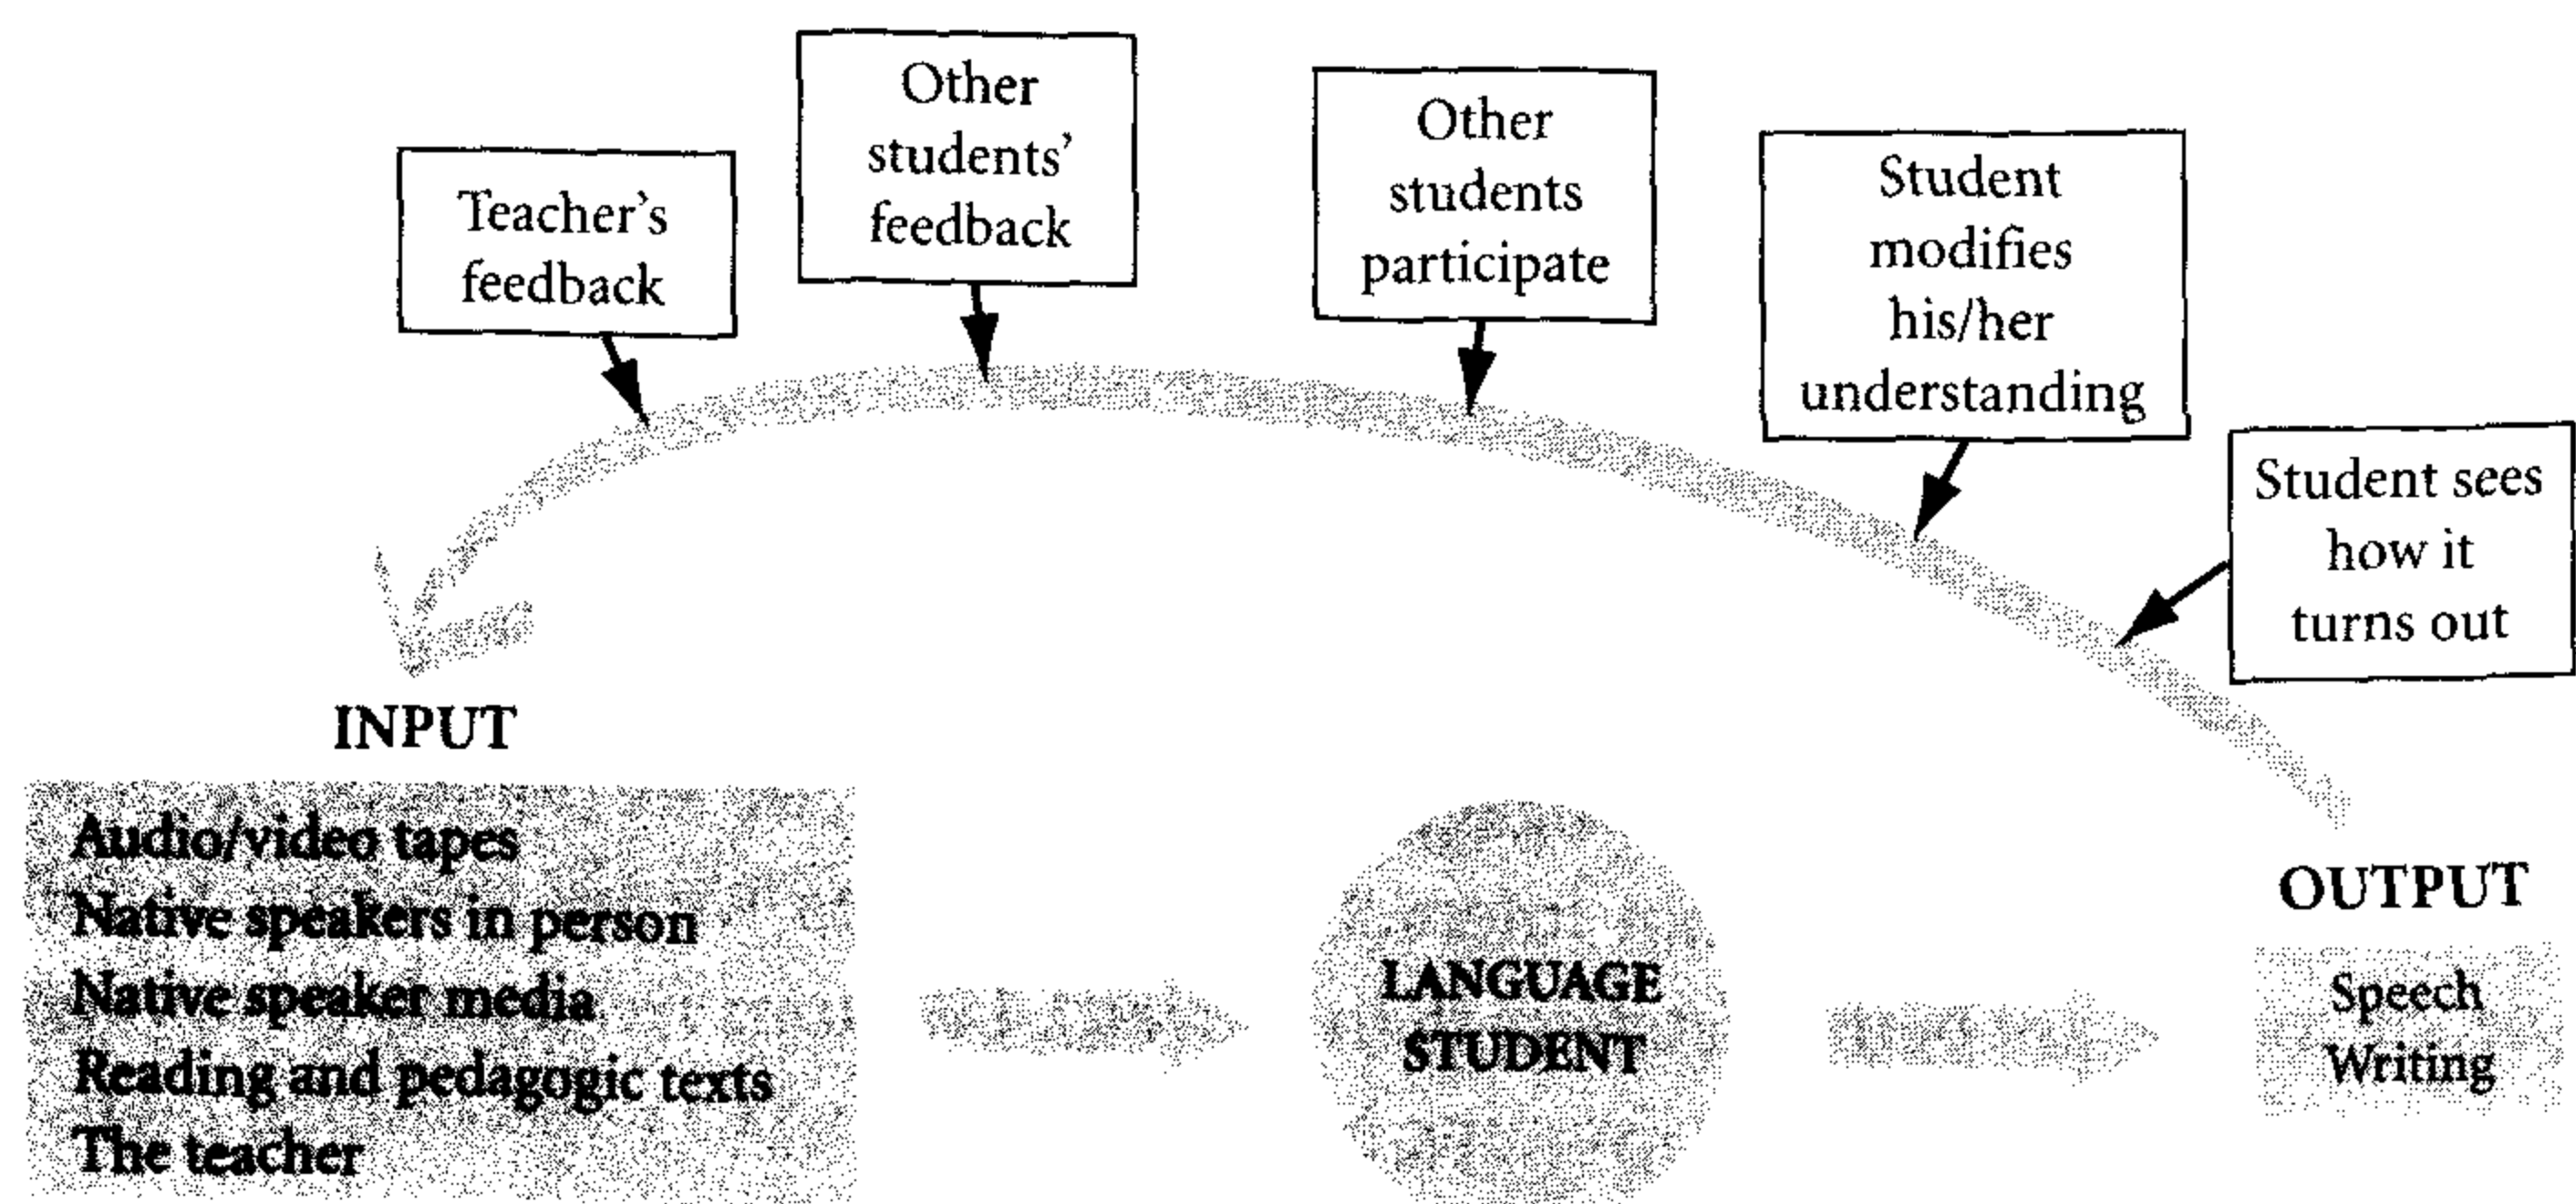 Teacher’s
feedback
Other
students’
feedback
Other
students
participate
Student
modifies
his/her
understanding
Student sees
how it
turns out
INPUT
Audio/video tapes
Native speakers in person
Native speaker media
Reading and pedagogic texts
The teacher
LANGUAGE
STUDENT
OUTPUT
Speech
Writing